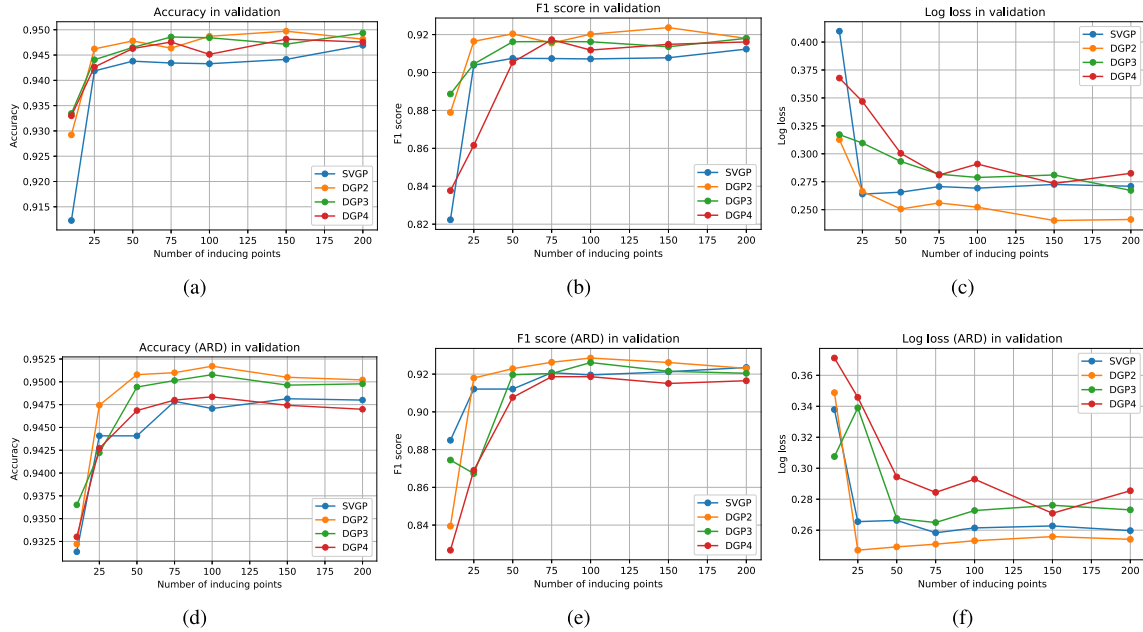 Accuracy in validation
0.950
0.945
0.940
0.935
0.930
0.925
0.920
0.915
Accuracy
SVGP
DGP2
DGP3
DGP4
25 50 75 100 125 150 175 200
Number of inducing points
(a)
F1 score in validation
0.92
0.90
0.88
0.86
0.84
0.82
F1 score
SVGP
DGP2
DGP3
DGP4
25 50 75 100 125 150 175 200
Number of inducing points
(b)
Log loss in validation
0.400
0.375
0.350
0.325
0.300
0.275
0.250
Log loss
SVGP
DGP2
DGP3
DGP4
25 50 75 100 125 150 175 200
Number of inducing points
(c)
Accuracy (ARD) in validation
0.9525
0.9500
0.9475
0.9450
0.9425
0.9400
0.9375
0.9350
0.9325
Accuracy
SVGP
DGP2
DGP3
DGP4
25 50 75 100 125 150 175 200
Number of inducing points
(d)
F1 score (ARD) in validation
0.92
0.90
0.88
0.86
0.84
F1 score
SVGP
DGP2
DGP3
DGP4
25 50 75 100 125 150 175 200
Number of inducing points
(e)
Log loss (ARD) in validation
0.36
0.34
0.32
0.30
0.28
0.26
Log loss
SVGP
DGP2
DGP3
DGP4
25 50 75 100 125 150 175 200
Number of inducing points
(f)